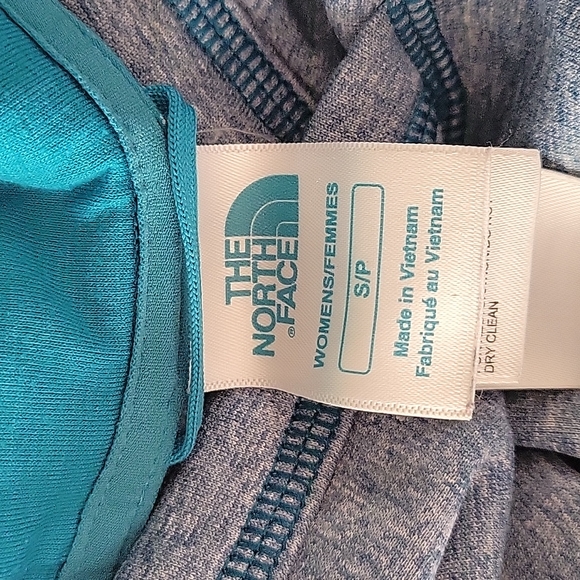 THE
NORTH
FACE®
WOMENS/FEMMES
S/P
Made in Vietnam
Fabriqué au Vietnam
DRY CLEAN